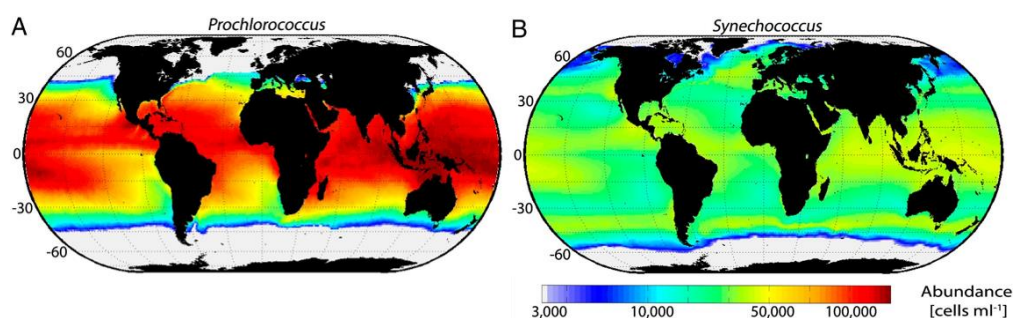 A
Prochlorococcus
60
30
0
-30
-60
B
Synechococcus
60
30
0
-30
-60
3,000 10,000 50,000 100,000
Abundance
[cells ml⁻¹]